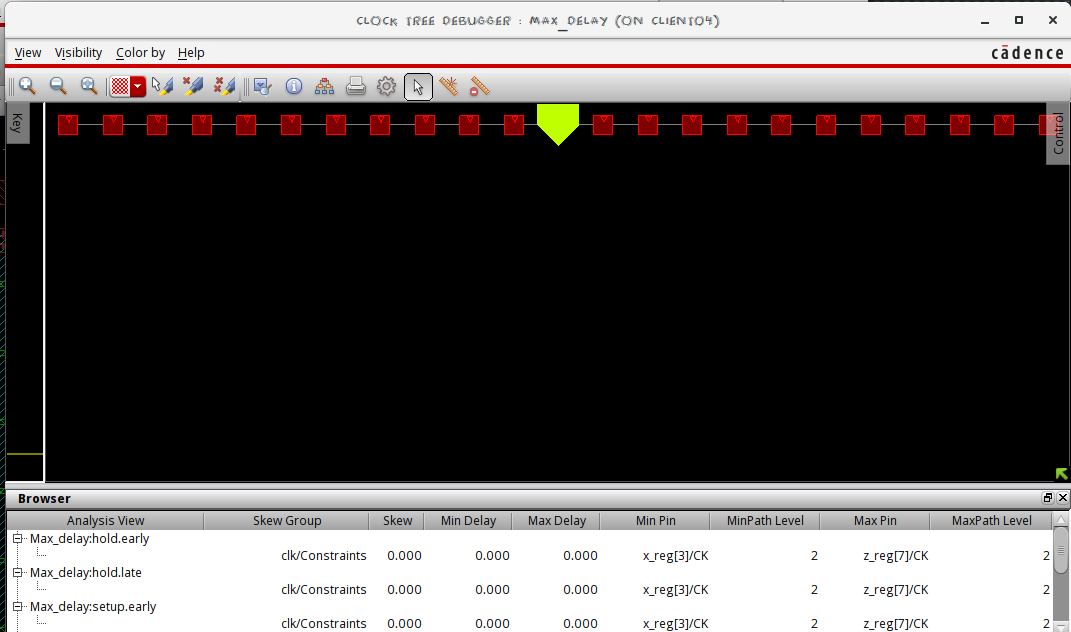 CLOCK TREE DEBUGGER : MAX_DELAY (ON CLIENT04)
View Visibility Color by Help
cādence
Key
Control
Browser
Analysis View Skew Group Skew Min Delay Max Delay Min Pin MinPath Level Max Pin MaxPath Level
Max_delay:hold.early
clk/Constraints 0.000 0.000 0.000 x_reg[3]/CK 2 z_reg[7]/CK 2
Max_delay:hold.late
clk/Constraints 0.000 0.000 0.000 x_reg[3]/CK 2 z_reg[7]/CK 2
Max_delay:setup.early
clk/Constraints 0.000 0.000 0.000 x_reg[3]/CK 2 z_reg[7]/CK 2